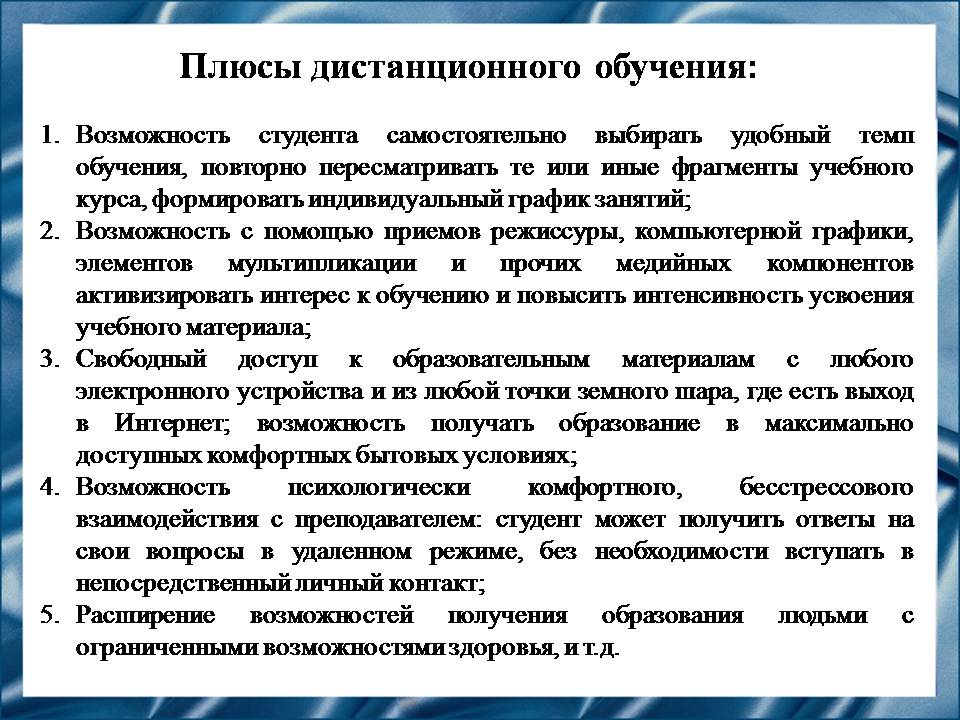 Плюсы дистанционного обучения:
1. Возможность студента самостоятельно выбирать удобный темп
обучения, повторно пересматривать те или иные фрагменты учебного
курса, формировать индивидуальный график занятий;
2. Возможность с помощью приемов режиссуры, компьютерной графики,
элементов мультипликации и прочих медийных компонентов
активизировать интерес к обучению и повысить интенсивность усвоения
учебного материала;
3. Свободный доступ к образовательным материалам с любого
электронного устройства и из любой точки земного шара, где есть выход
в Интернет; возможность получать образование в максимально
доступных комфортных бытовых условиях;
4. Возможность психологически комфортного, бесстрессового
взаимодействия с преподавателем: студент может получить ответы на
свои вопросы в удаленном режиме, без необходимости вступать в
непосредственный личный контакт;
5. Расширение возможностей получения образования людьми с
ограниченными возможностями здоровья, и т.д.